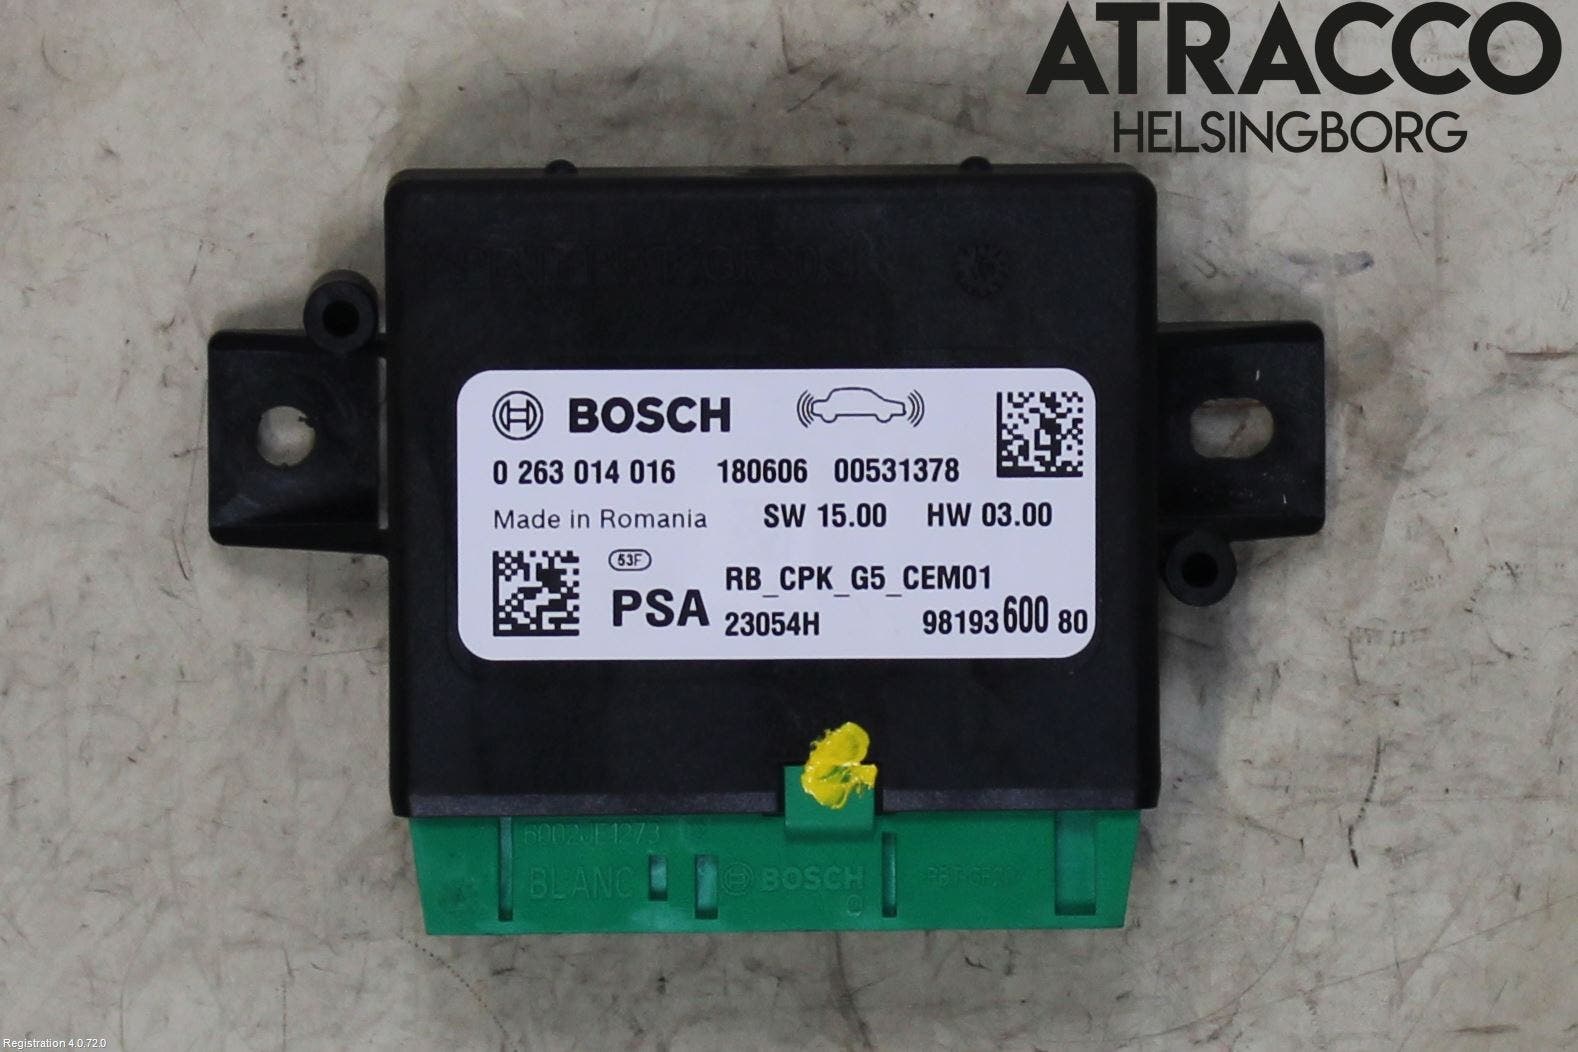 ATRACCO
HELSINGBORG
BOSCH
0 263 014 016 180606 00531378
Made in Romania SW 15.00 HW 03.00
53F
PSA RB_CPK_G5_CEM01
23054H 98193 600 80
BLANC BOSCH
Registration 4.0.72.0